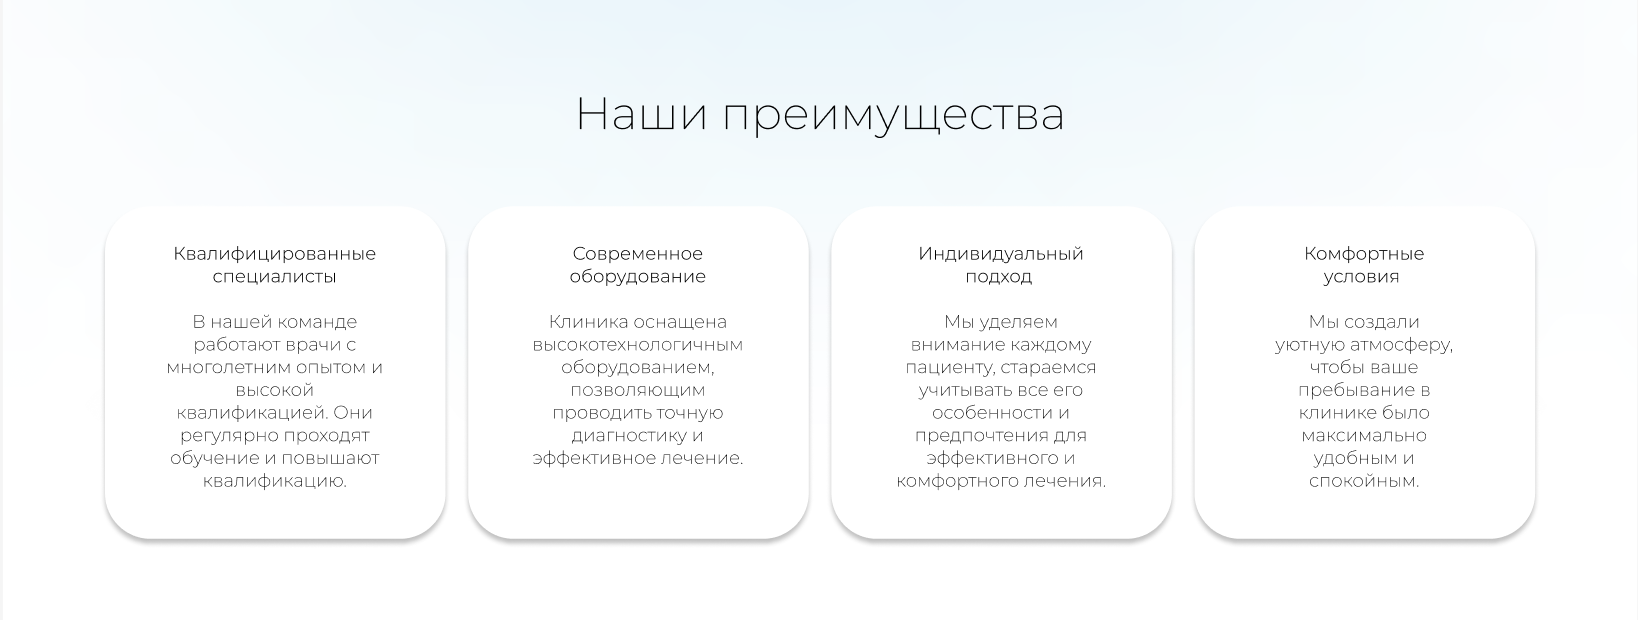 Наши преимущества
Квалифицированные
специалисты
В нашей команде
работают врачи с
многолетним опытом и
высокой
квалификацией. Они
регулярно проходят
обучение и повышают
квалификацию.
Современное
оборудование
Клиника оснащена
высокотехнологичным
оборудованием,
позволяющим
проводить точную
диагностику и
эффективное лечение.
Индивидуальный
подход
Мы уделяем
внимание каждому
пациенту, стараемся
учитывать все его
особенности и
предпочтения для
эффективного и
комфортного лечения.
Комфортные
условия
Мы создали
уютную атмосферу,
чтобы ваше
пребывание в
клинике было
максимально
удобным и
спокойным.